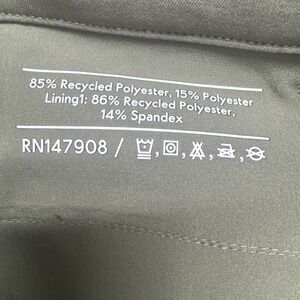 85% Recycled Polyester, 15% Polyester
Lining1: 86% Recycled Polyester,
14% Spandex
RN147908 /